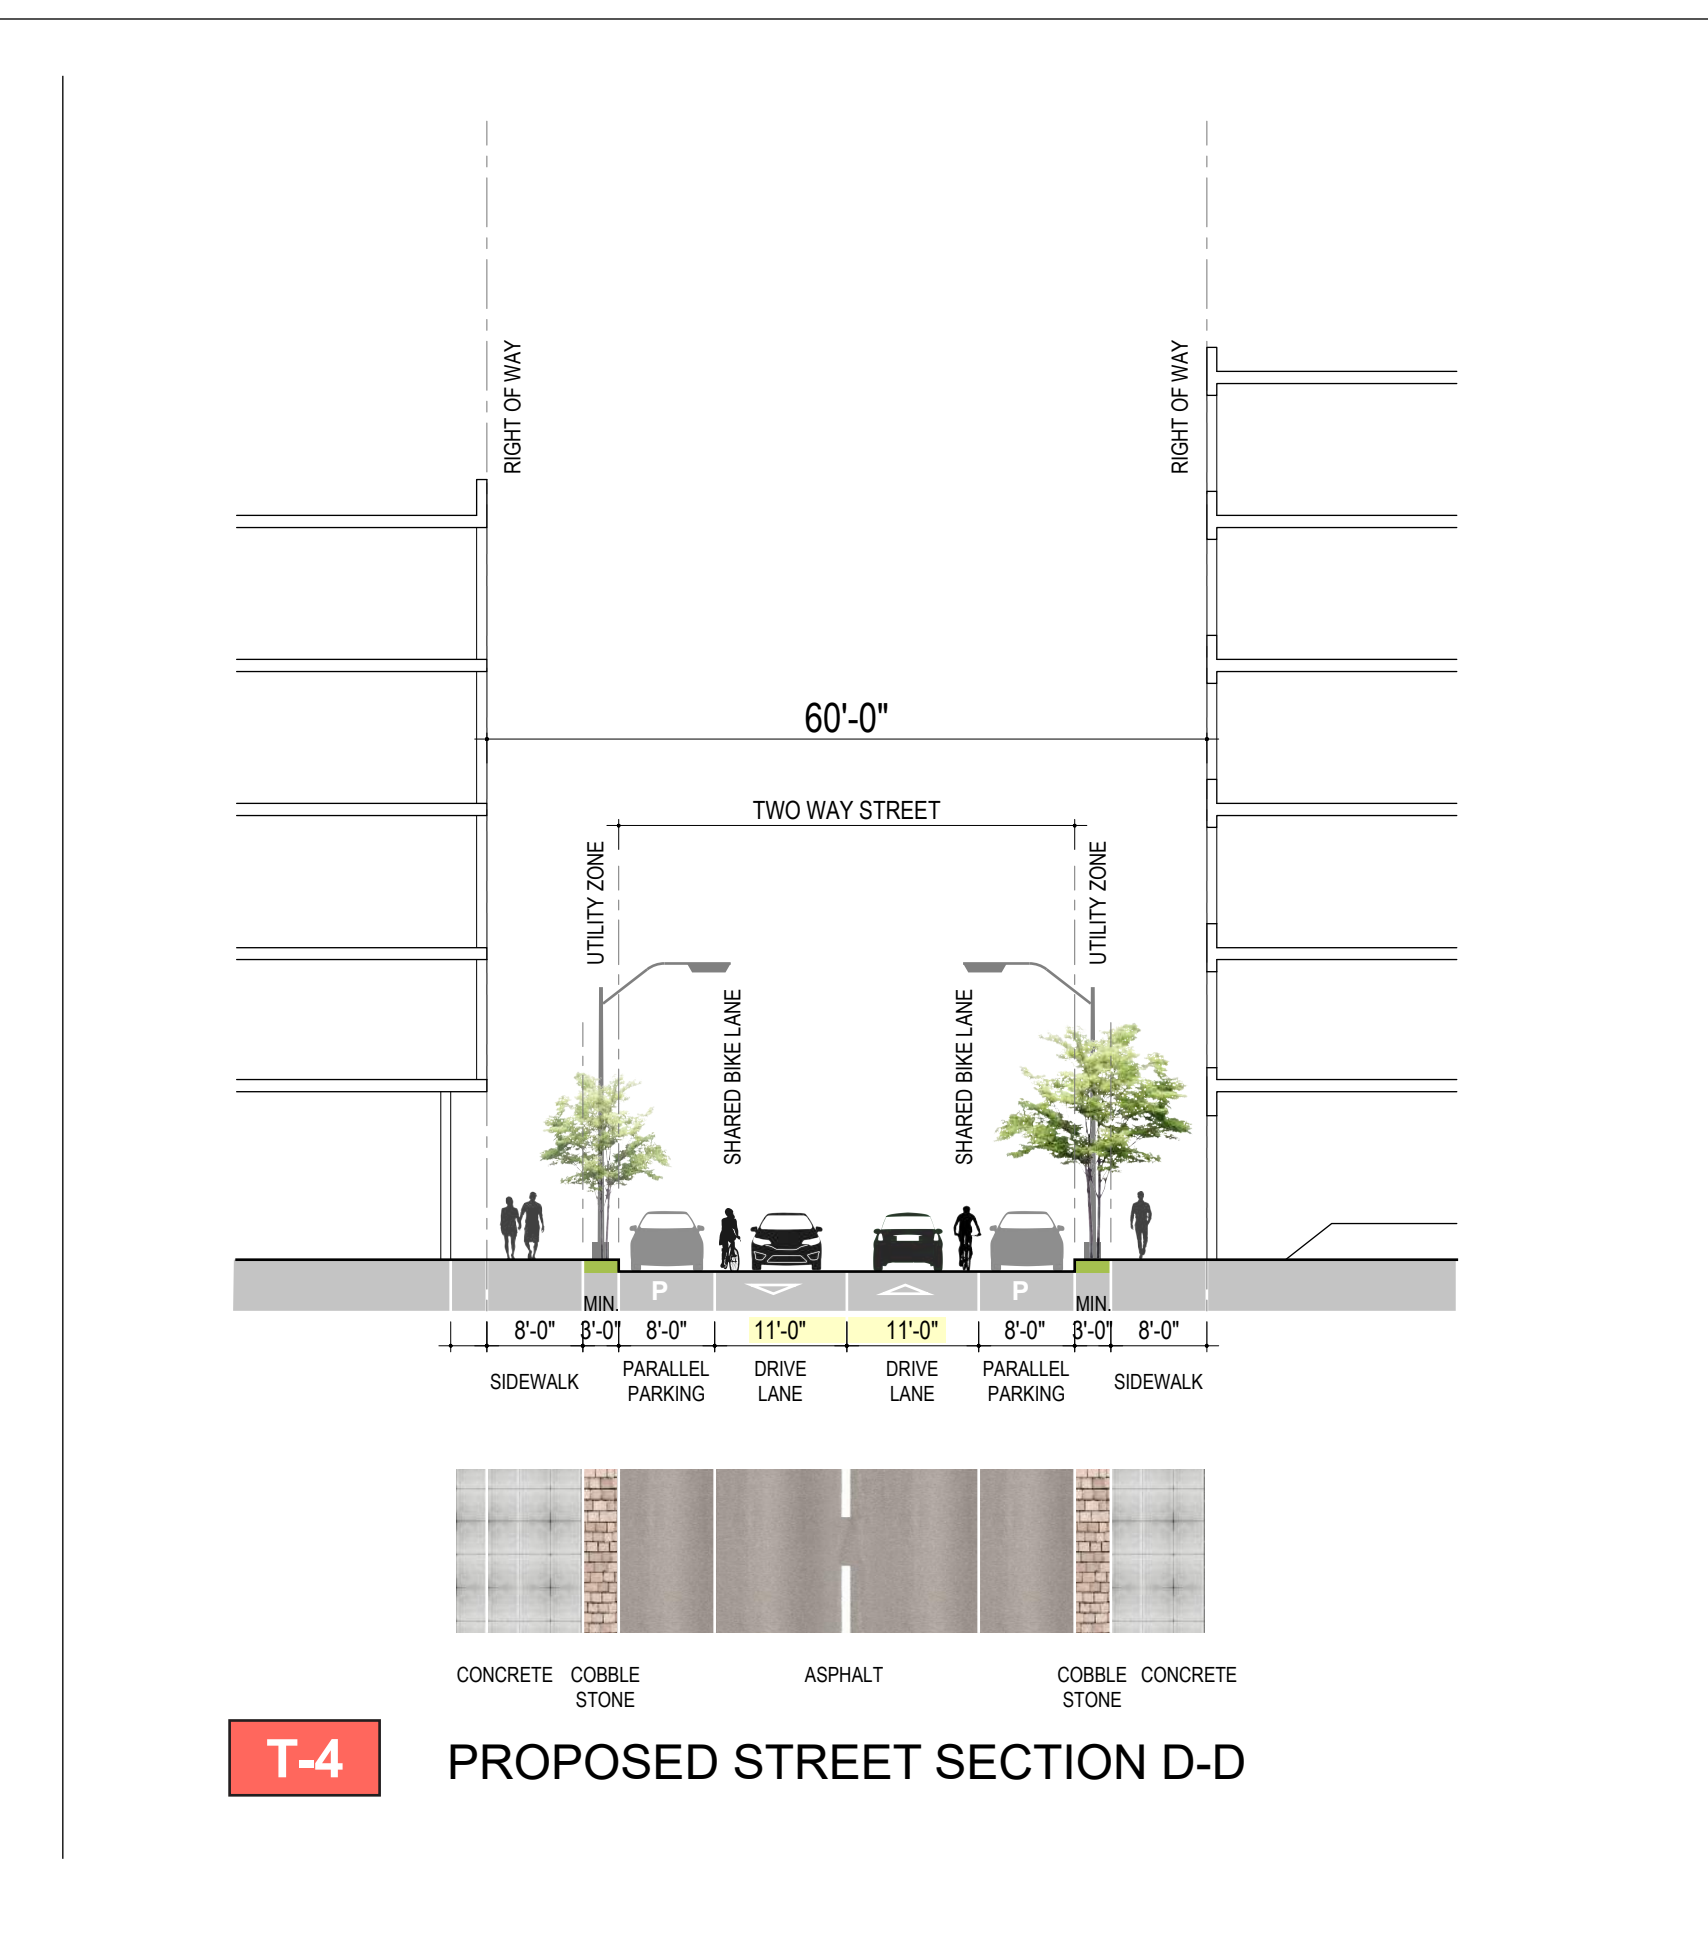 RIGHT OF WAY
RIGHT OF WAY
60'-0"
TWO WAY STREET
UTILITY ZONE
UTILITY ZONE
SHARED BIKE LANE
SHARED BIKE LANE
P
P
MIN.
MIN.
8'-0" 3'-0" 8'-0" 11'-0" 11'-0" 8'-0" 3'-0" 8'-0"
SIDEWALK
PARALLEL
PARKING
DRIVE
LANE
DRIVE
LANE
PARALLEL
PARKING
SIDEWALK
CONCRETE
COBBLE
STONE
ASPHALT
COBBLE
STONE
CONCRETE
T-4
PROPOSED STREET SECTION D-D